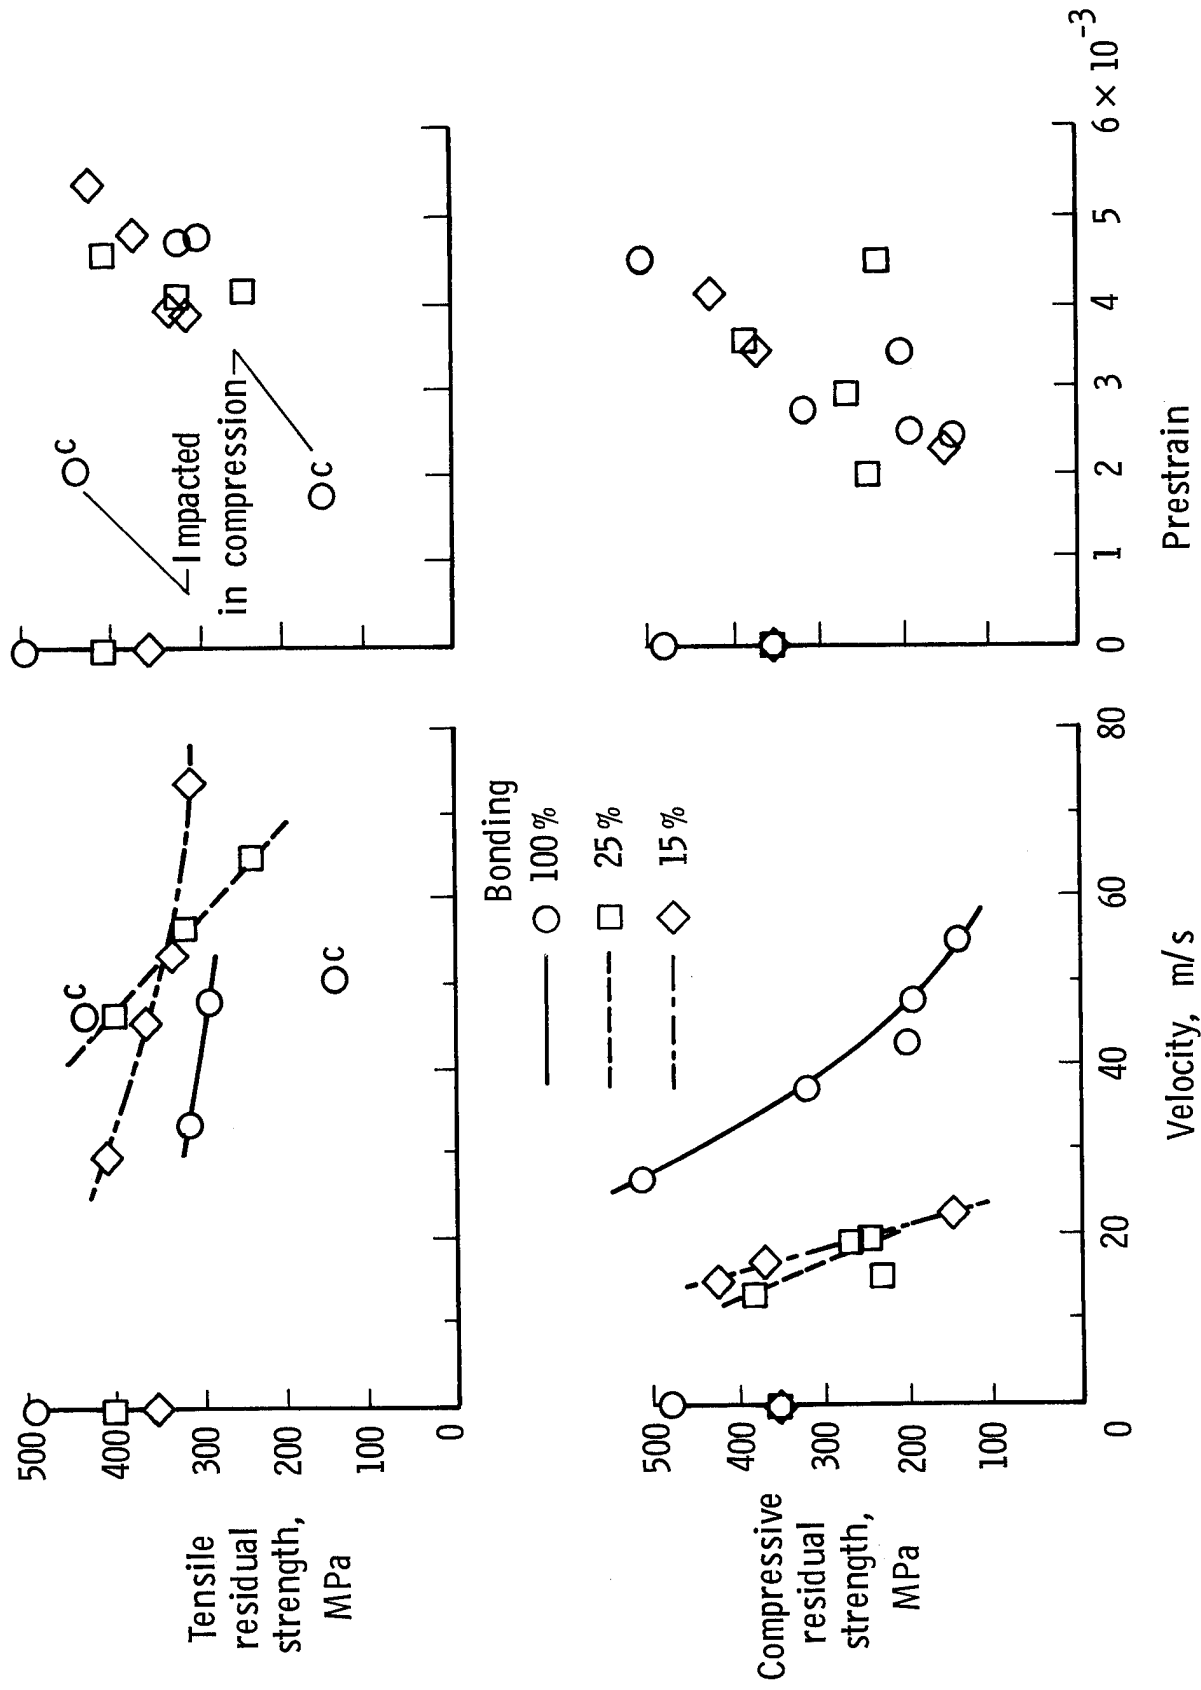 Tensile
residual
strength,
MPa
500
400
300
200
100
0
C
C
C
C
Impacted
in compression
Bonding
100%
25%
15%
Compressive
residual
strength,
MPa
500
400
300
200
100
0
20
40
60
80
Velocity, m/s
0
1
2
3
4
5
6 × 10⁻³
Prestrain